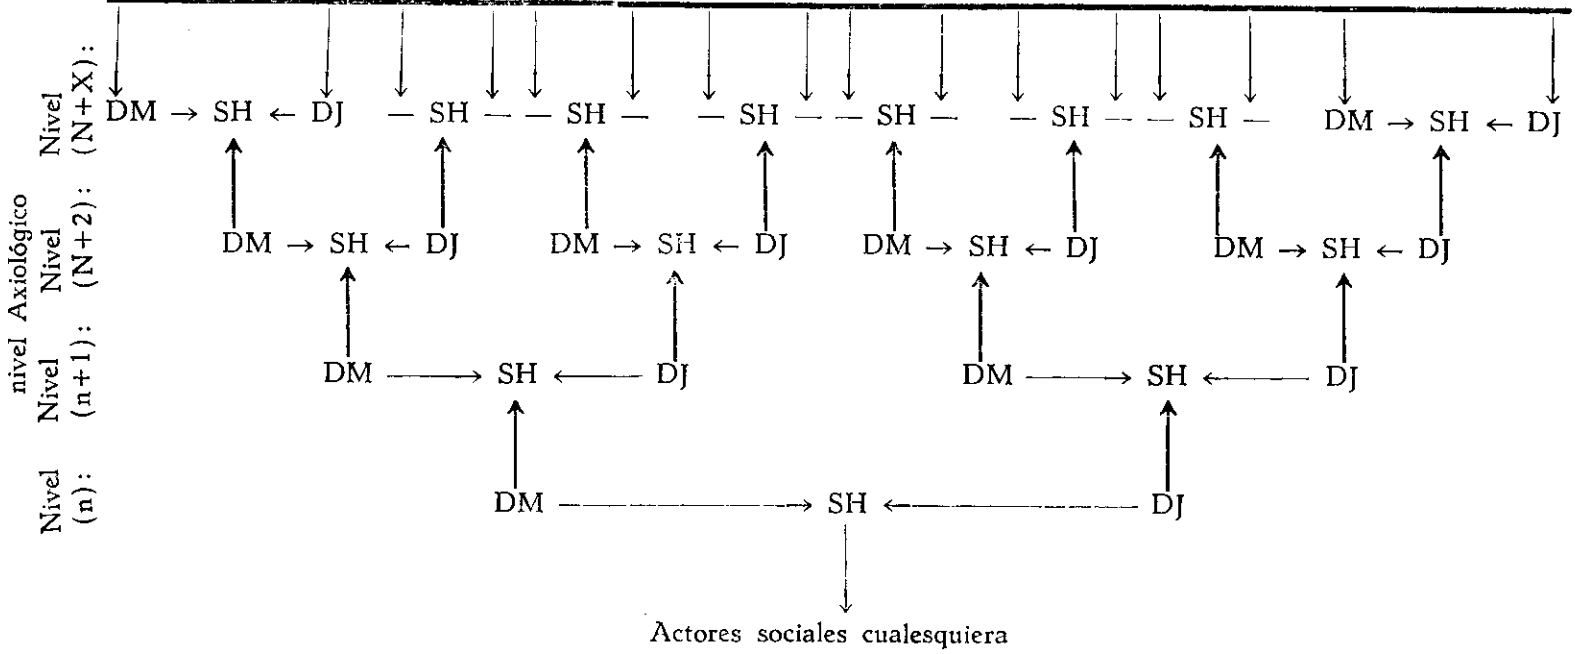 Nivel
(N+X):
DM → SH ← DJ — SH — — SH — — SH — — SH — — SH — — SH — DM → SH ← DJ
nivel Axiológico
Nivel
(N+2):
DM → SH ← DJ DM → SH ← DJ DM → SH ← DJ DM → SH ← DJ
Nivel
(n+1):
DM → SH ← DJ DM → SH ← DJ
Nivel
(n):
DM → SH ← DJ
Actores sociales cualesquiera